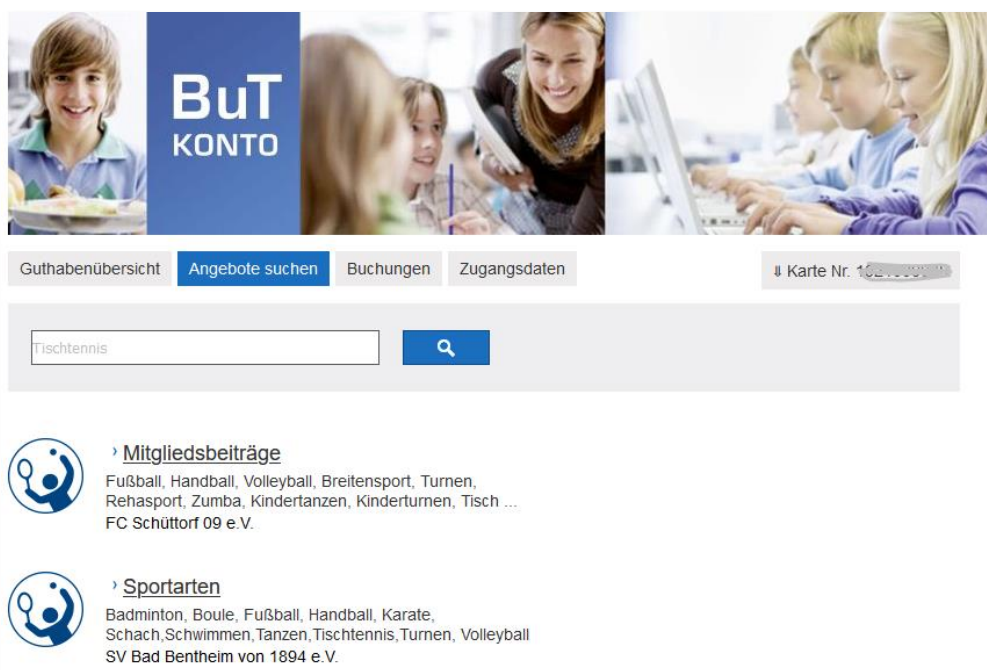 BuT
KONTO
Guthabenübersicht Angebote suchen Buchungen Zugangsdaten ⇓ Karte Nr.
Tischtennis
› Mitgliedsbeiträge
Fußball, Handball, Volleyball, Breitensport, Turnen,
Rehasport, Zumba, Kindertanzen, Kinderturnen, Tisch ...
FC Schüttorf 09 e.V.
› Sportarten
Badminton, Boule, Fußball, Handball, Karate,
Schach,Schwimmen,Tanzen,Tischtennis,Turnen, Volleyball
SV Bad Bentheim von 1894 e.V.